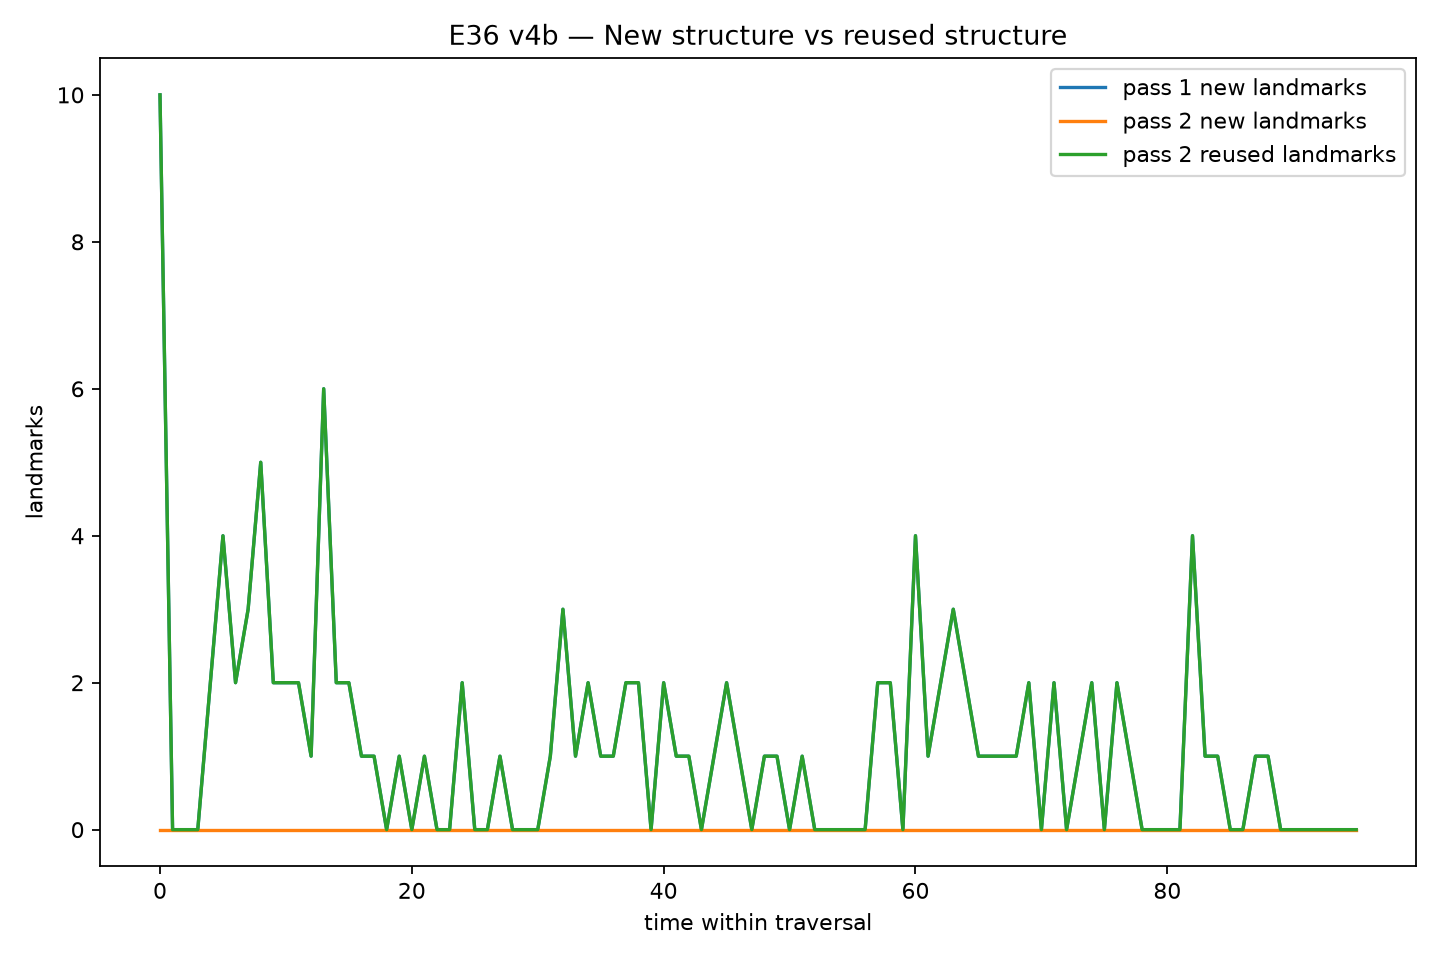 E36 v4b — New structure vs reused structure
pass 1 new landmarks
pass 2 new landmarks
pass 2 reused landmarks
10
8
6
4
2
0
landmarks
0 20 40 60 80
time within traversal